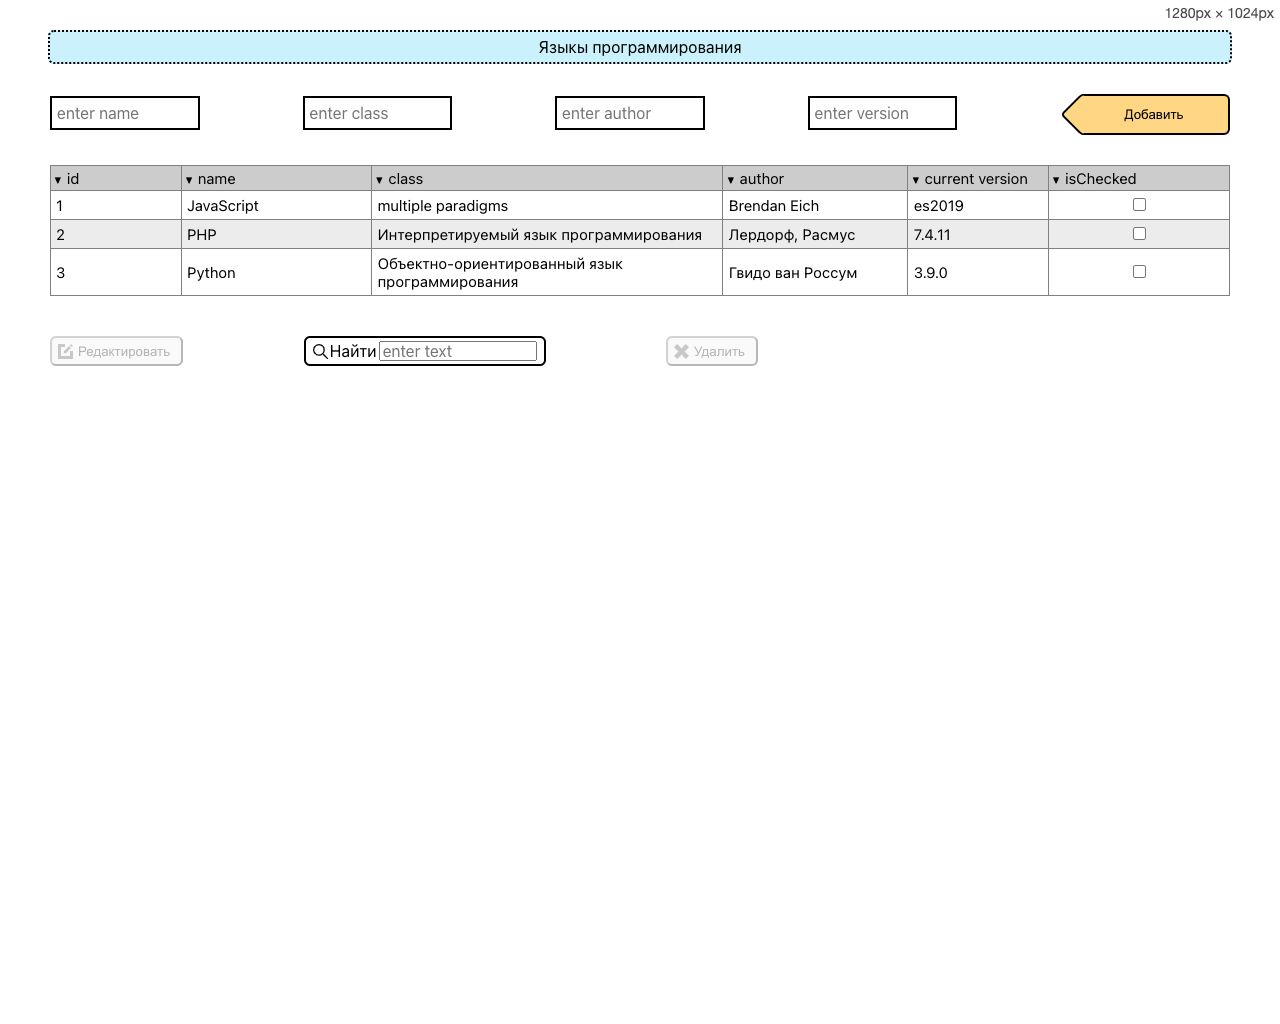 1280px × 1024px
Языкы программирования
enter name enter class enter author enter version Добавить
▼ id ▼ name ▼ class ▼ author ▼ current version ▼ isChecked
1 JavaScript multiple paradigms Brendan Eich es2019
2 PHP Интерпретируемый язык программирования Лердорф, Расмус 7.4.11
3 Python Объектно-ориентированный язык программирования Гвидо ван Россум 3.9.0
Редактировать Найти enter text Удалить